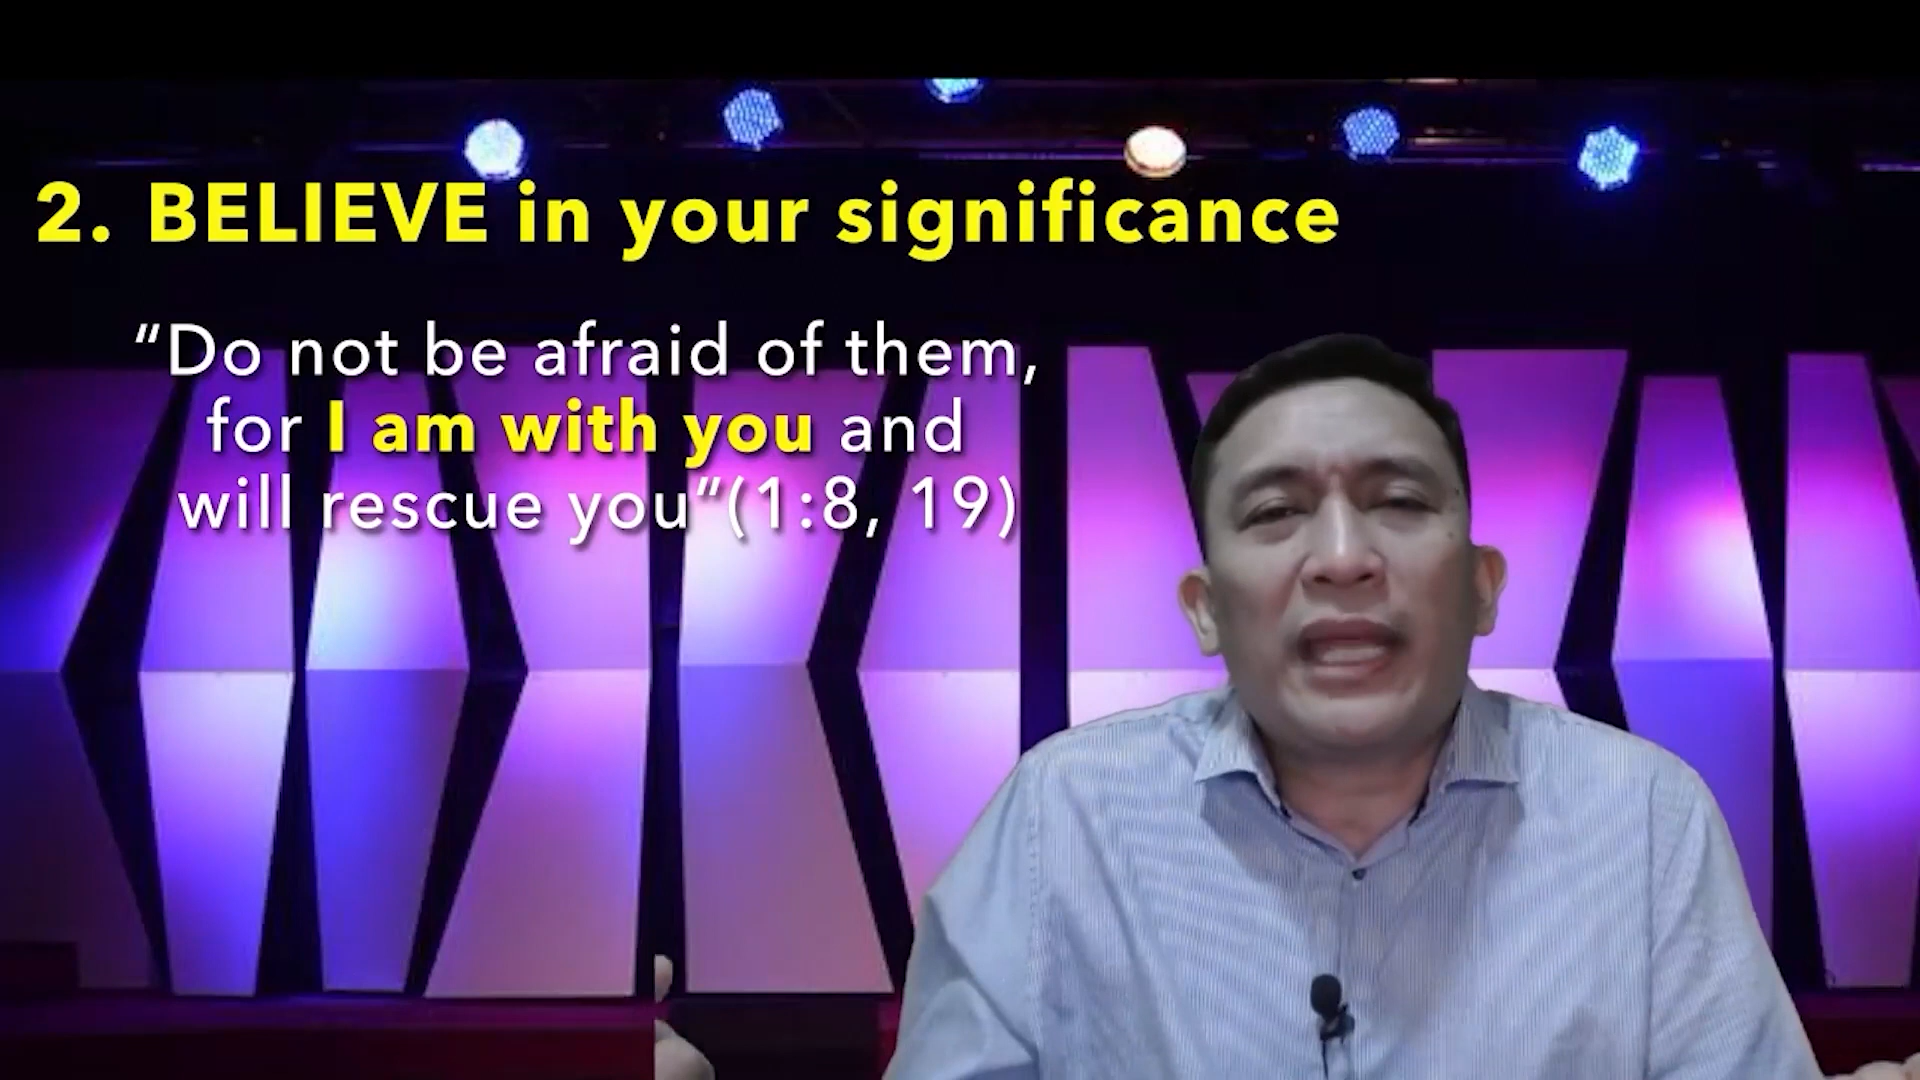 2. BELIEVE in your significance
“Do not be afraid of them,
for I am with you and
will rescue you”(1:8, 19)